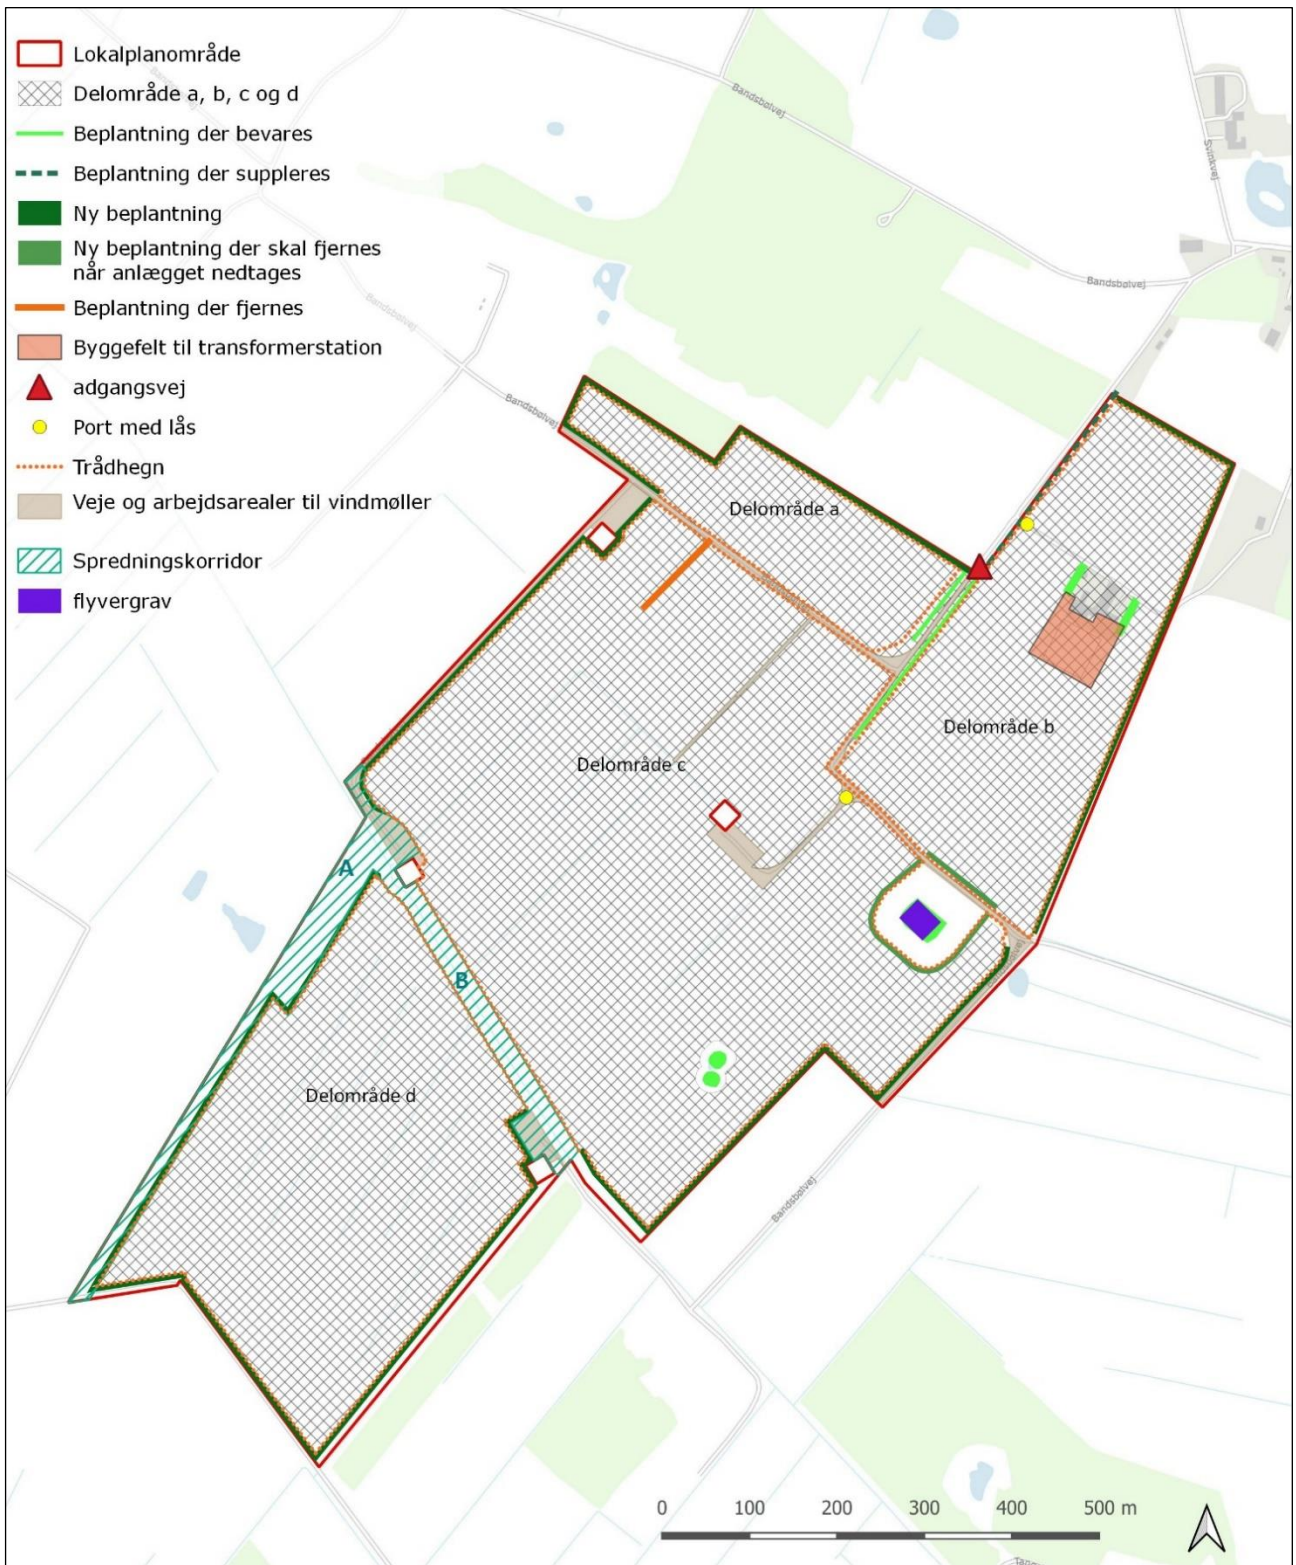 Lokalplanområde
Delområde a, b, c og d
Beplantning der bevares
Beplantning der suppleres
Ny beplantning
Ny beplantning der skal fjernes
når anlægget nedtages
Beplantning der fjernes
Byggefelt til transformerstation
adgangsvej
Port med lås
Trådhegn
Veje og arbejdsarealer til vindmøller
Spredningskorridor
flyvergrav
Bandsbølvej
Svinkvej
Bandsbølvej
Bandsbølvej
Bandsbølvej
Delområde a
Delområde b
Delområde c
A
B
Delområde d
Bandsbølvej
0 100 200 300 400 500 m